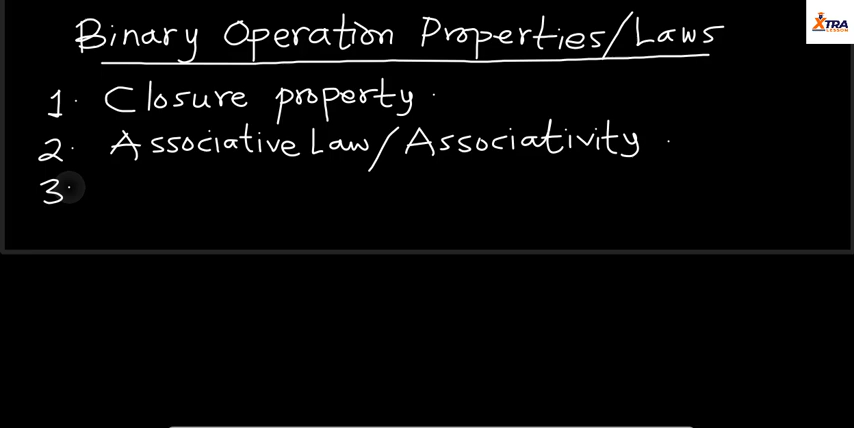 Binary Operation Properties/Laws
XTRA
LESSON
1. Closure property.
2. Associative Law/Associativity.
3.